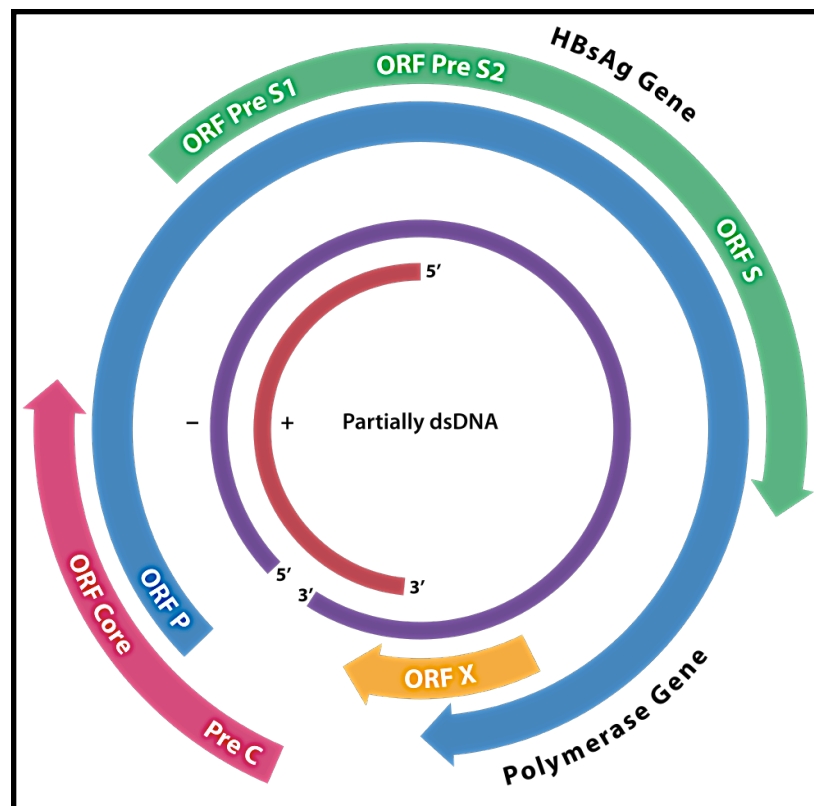 HBsAg Gene
ORF Pre S1
ORF Pre S2
ORF S
5’
− + Partially dsDNA
5’
3’
3’
ORF P
ORF Core
ORF X
Pre C
Polymerase Gene